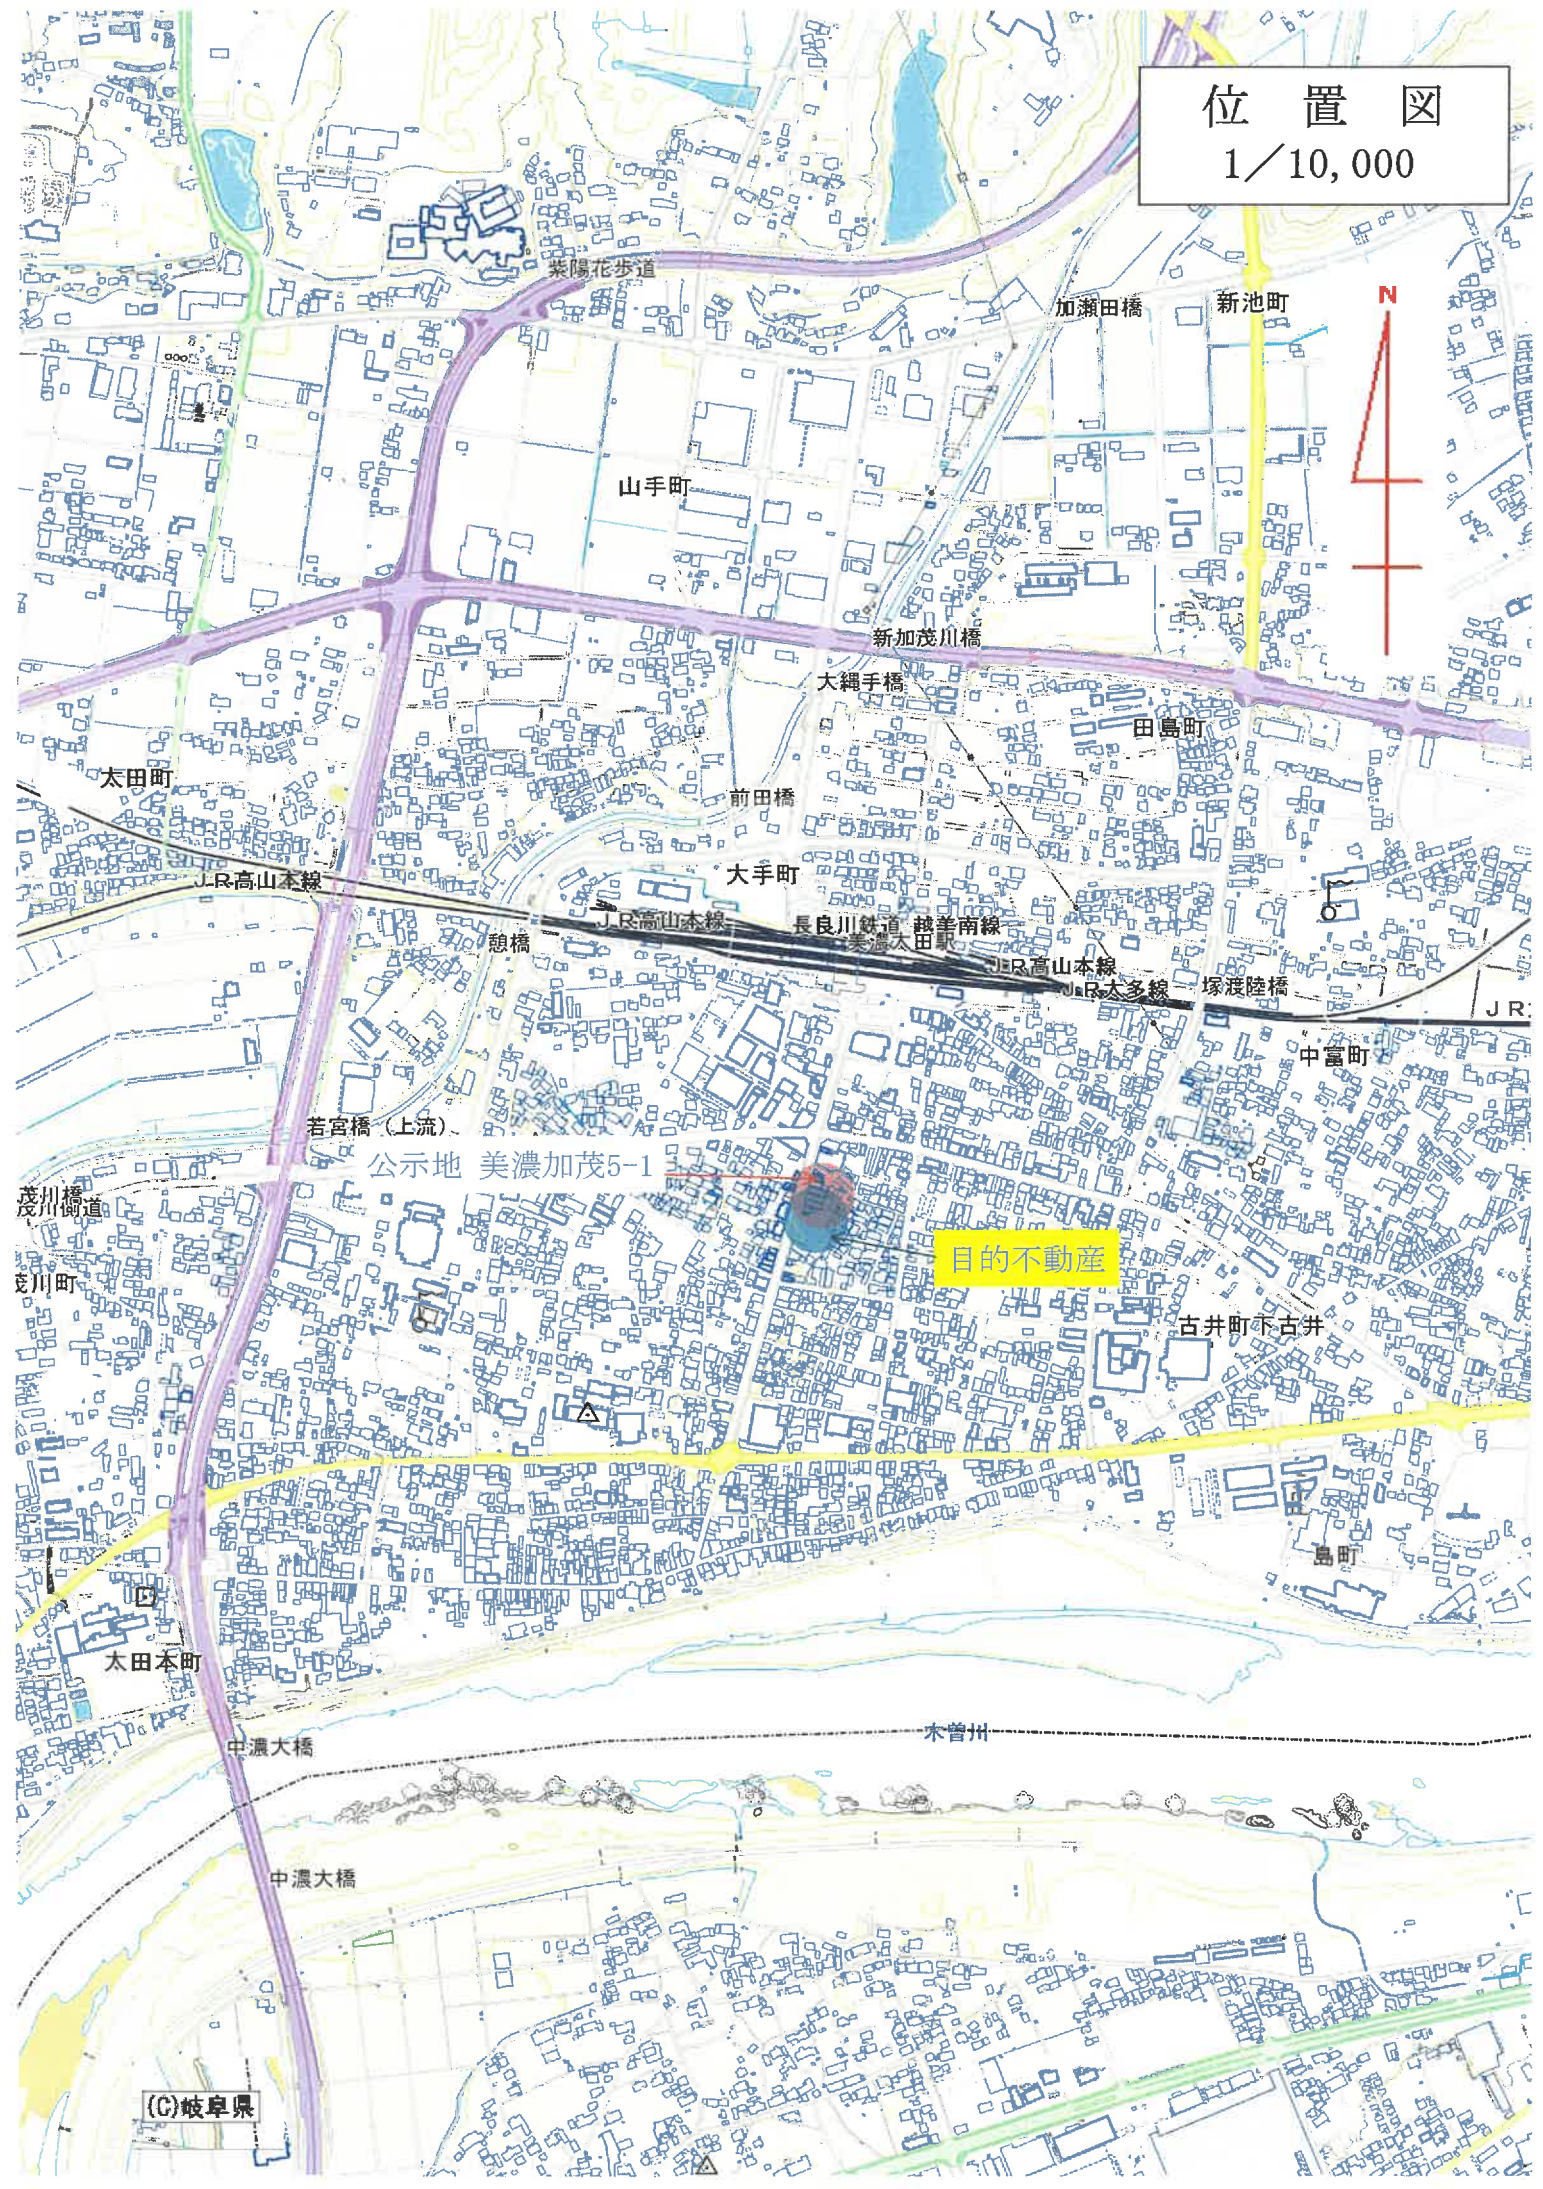 位置図
1／10,000
N
紫陽花歩道
加瀬田橋
新池町
山手町
新加茂川橋
大縄手橋
田島町
太田町
前田橋
大手町
JR高山本線
JR高山本線
長良川鉄道 越美南線
美濃太田駅
憩橋
JR高山本線
JR太多線
塚渡陸橋
JR
中富町
若宮橋（上流）
公示地 美濃加茂5-1
茂川橋
茂川側道
目的不動産
茂川町
古井町下古井
島町
太田本町
木曽川
中濃大橋
中濃大橋
(C)岐阜県